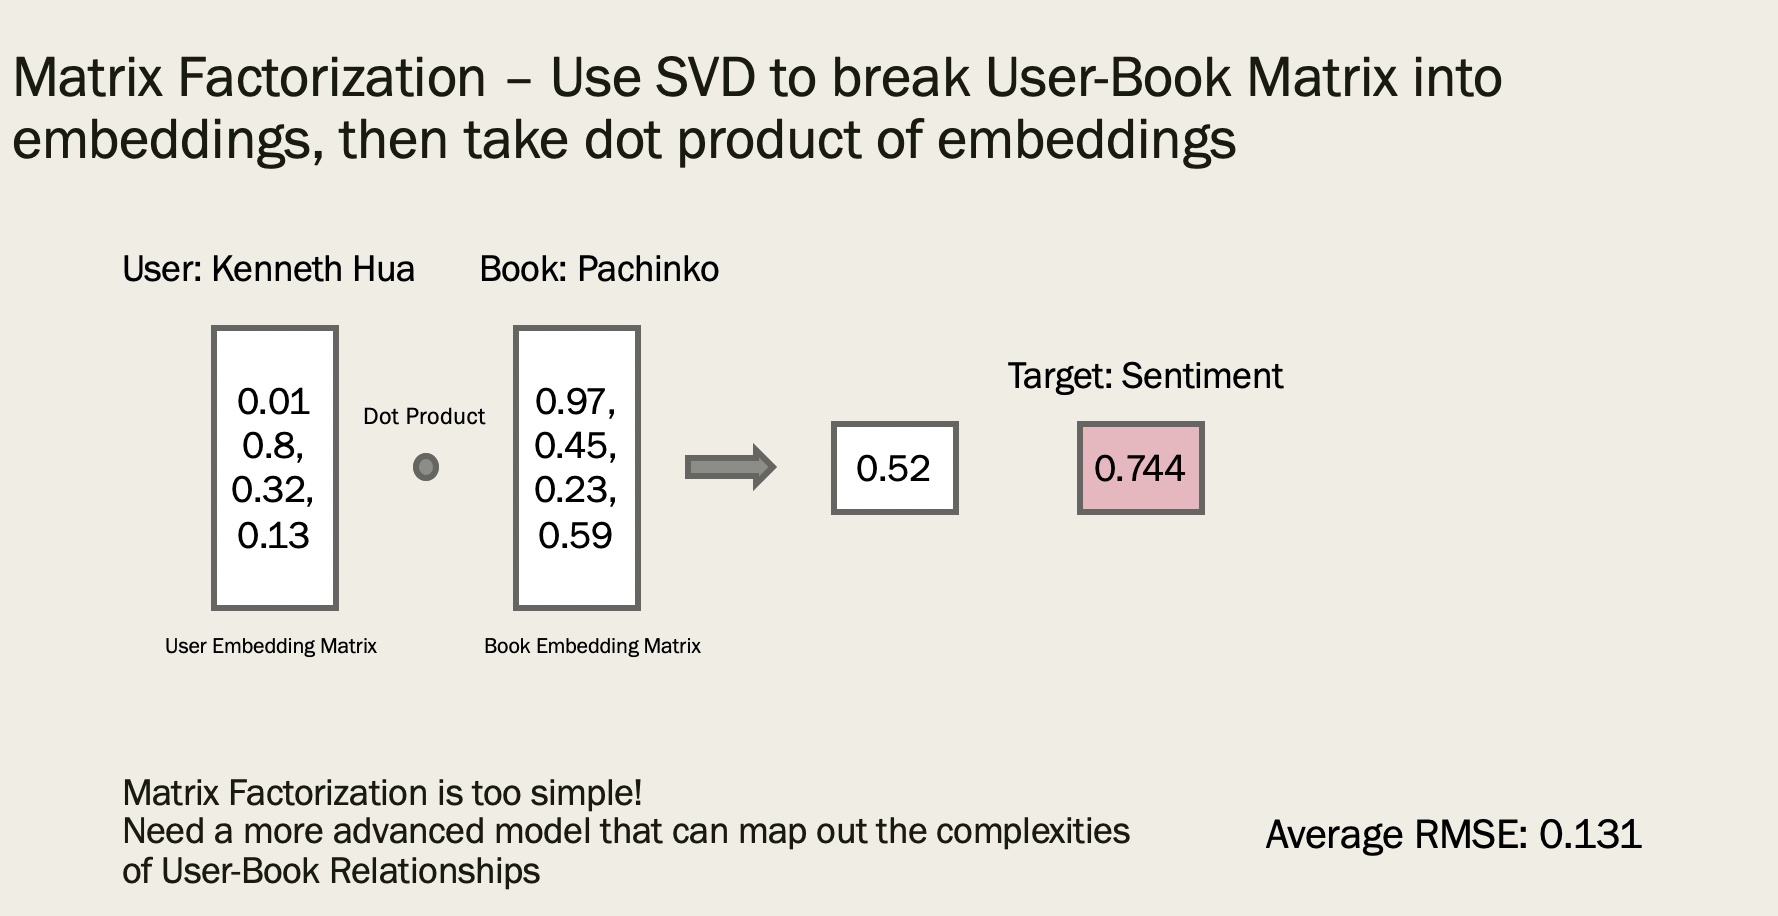 Matrix Factorization – Use SVD to break User-Book Matrix into
embeddings, then take dot product of embeddings
User: Kenneth Hua
Book: Pachinko
0.01
0.8,
0.32,
0.13
Dot Product
0.97,
0.45,
0.23,
0.59
0.52
Target: Sentiment
0.744
User Embedding Matrix
Book Embedding Matrix
Matrix Factorization is too simple!
Need a more advanced model that can map out the complexities
of User-Book Relationships
Average RMSE: 0.131